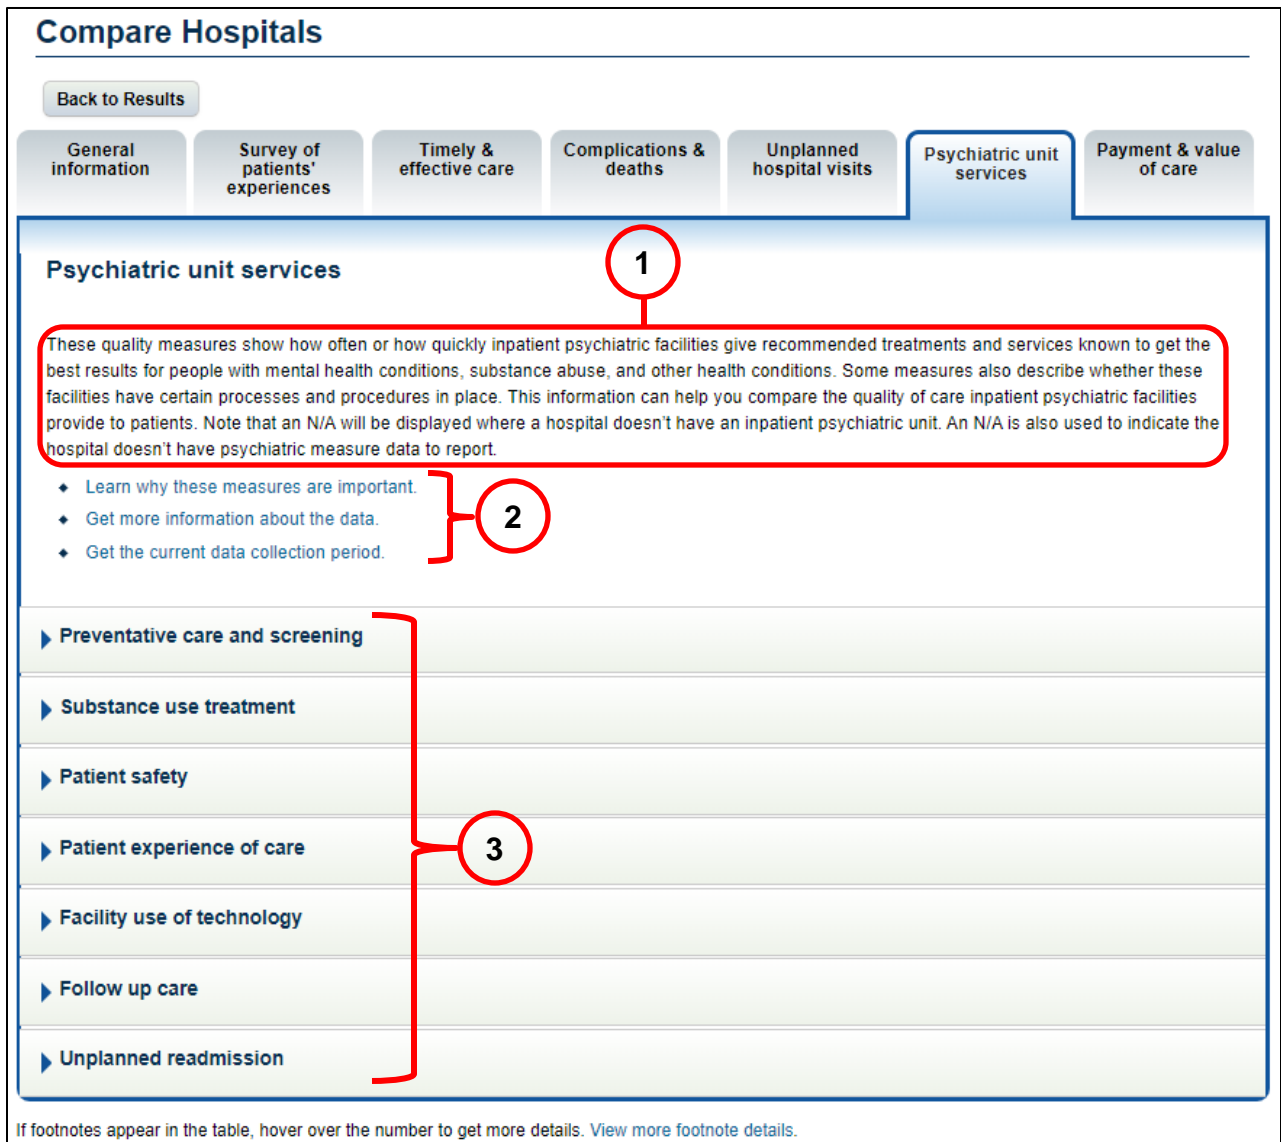 Compare Hospitals
Back to Results
General
information
Survey of
patients'
experiences
Timely &
effective care
Complications &
deaths
Unplanned
hospital visits
Psychiatric unit
services
Payment & value
of care
Psychiatric unit services
1
These quality measures show how often or how quickly inpatient psychiatric facilities give recommended treatments and services known to get the
best results for people with mental health conditions, substance abuse, and other health conditions. Some measures also describe whether these
facilities have certain processes and procedures in place. This information can help you compare the quality of care inpatient psychiatric facilities
provide to patients. Note that an N/A will be displayed where a hospital doesn't have an inpatient psychiatric unit. An N/A is also used to indicate the
hospital doesn't have psychiatric measure data to report.
Learn why these measures are important.
Get more information about the data.
Get the current data collection period.
2
Preventative care and screening
Substance use treatment
Patient safety
Patient experience of care
3
Facility use of technology
Follow up care
Unplanned readmission
If footnotes appear in the table, hover over the number to get more details. View more footnote details.